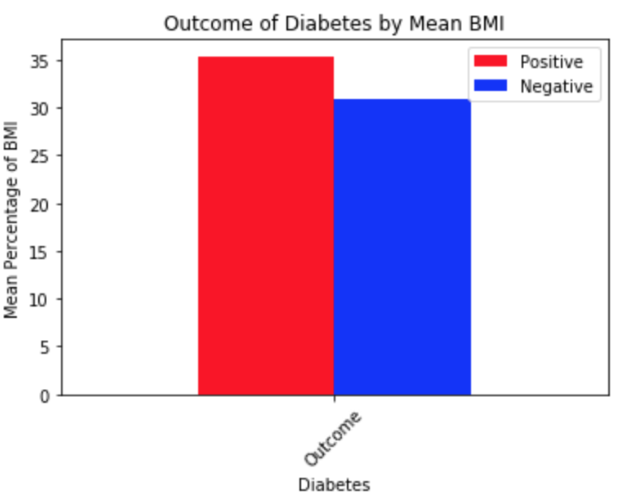 Outcome of Diabetes by Mean BMI
Positive
Negative
Mean Percentage of BMI
35
30
25
20
15
10
5
0
Outcome
Diabetes